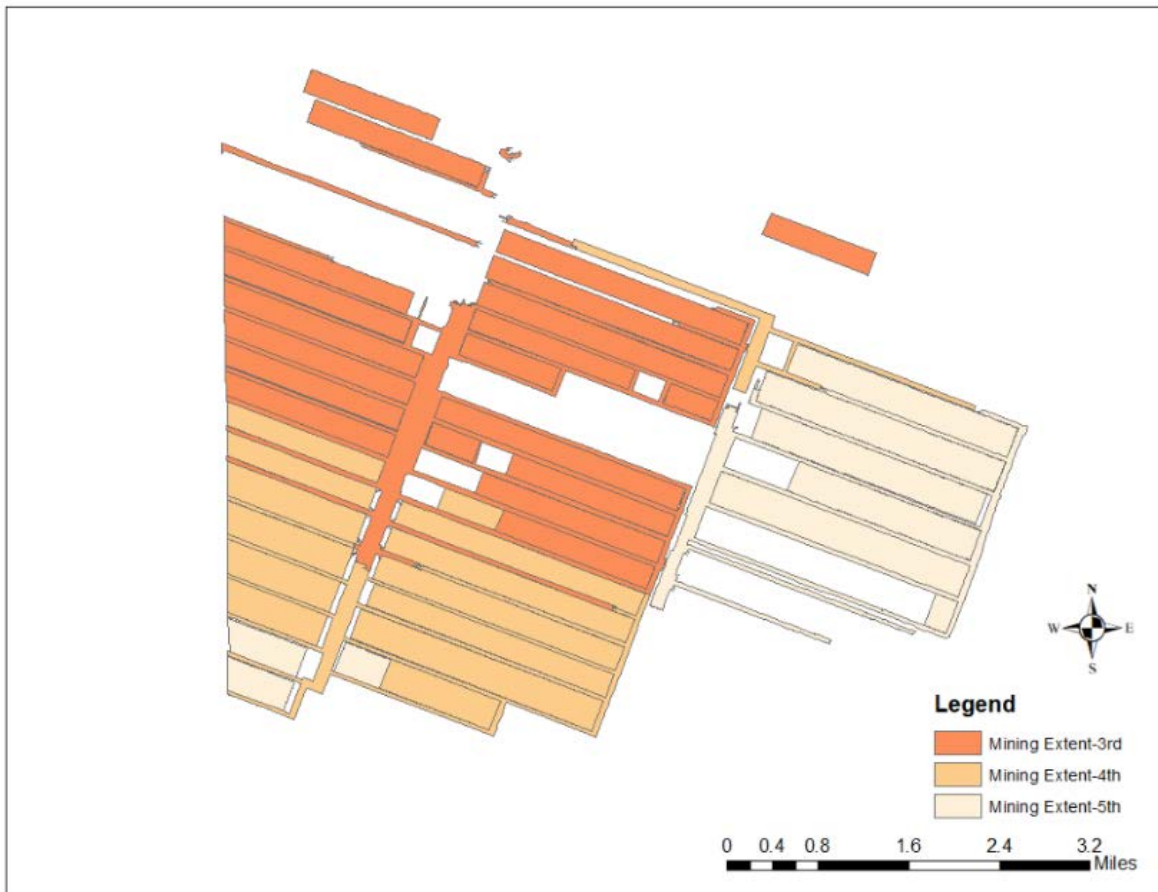 N
W E
S
Legend
Mining Extent-3rd
Mining Extent-4th
Mining Extent-5th
0 0.4 0.8 1.6 2.4 3.2
Miles